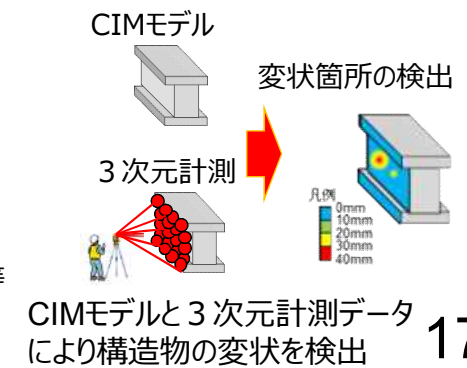 CIMモデル
変状箇所の検出
３次元計測
凡例
0mm
10mm
20mm
30mm
40mm
等
CIMモデルと３次元計測データ
により構造物の変状を検出
17